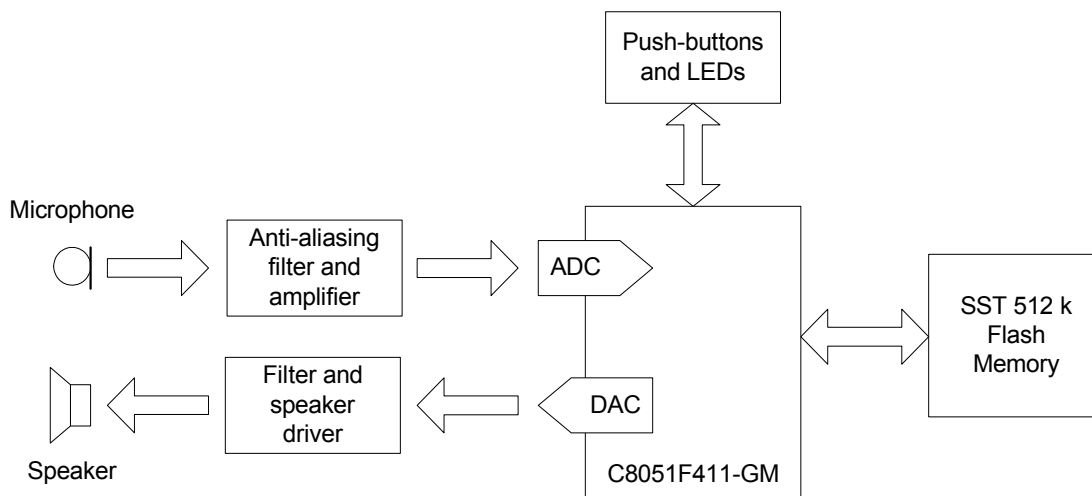 Push-buttons
and LEDs
Microphone
Anti-aliasing
filter and
amplifier
ADC
SST 512 k
Flash
Memory
Filter and
speaker
driver
DAC
Speaker
C8051F411-GM